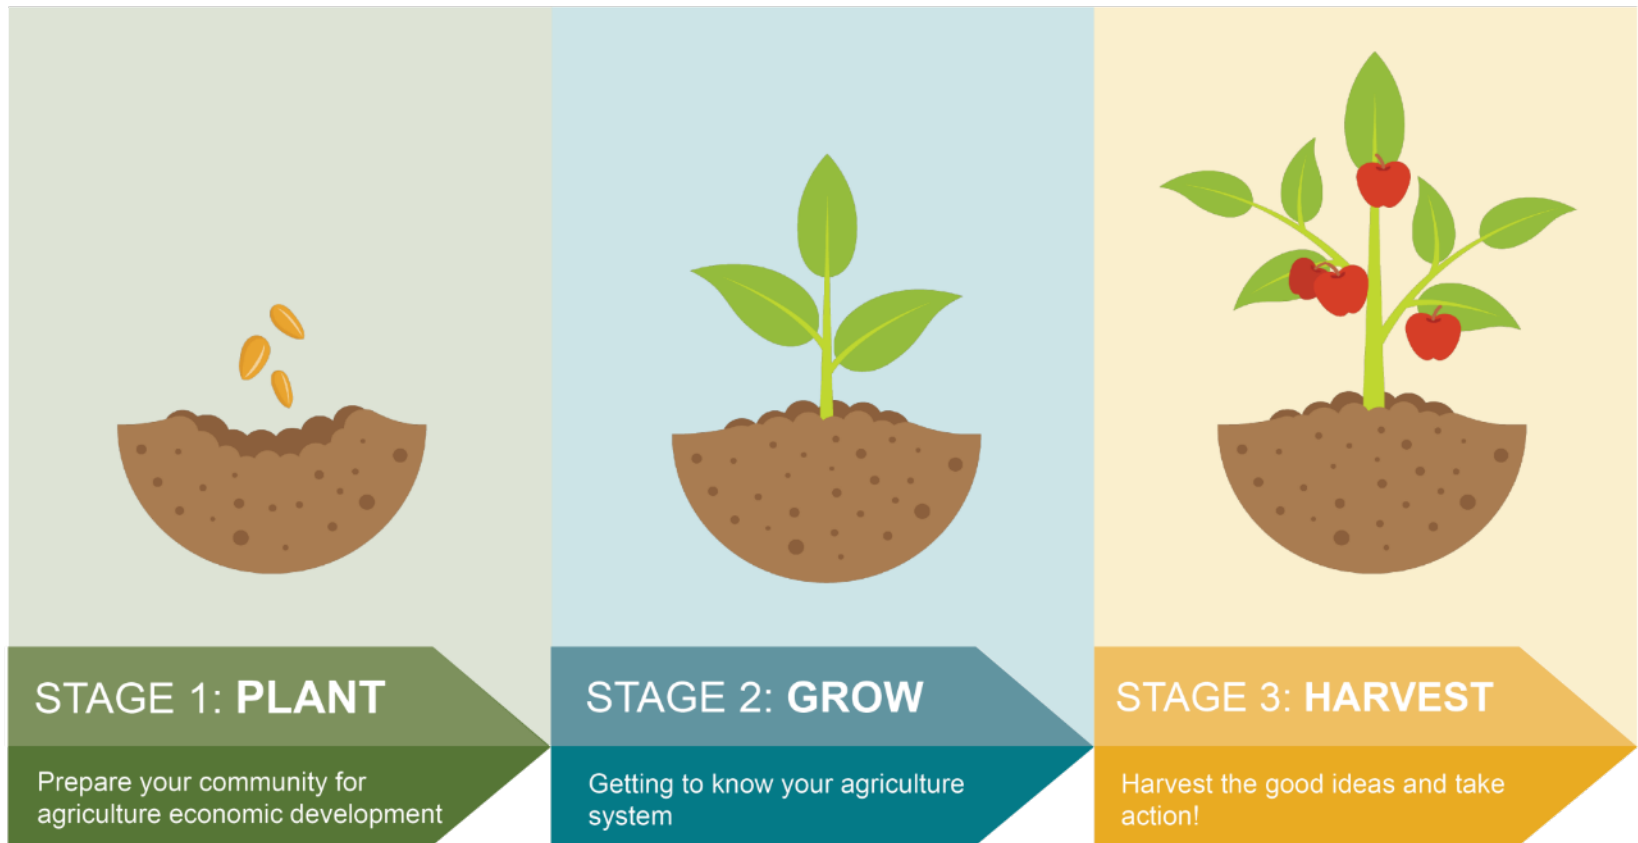 STAGE 1: PLANT
Prepare your community for
agriculture economic development
STAGE 2: GROW
Getting to know your agriculture
system
STAGE 3: HARVEST
Harvest the good ideas and take
action!